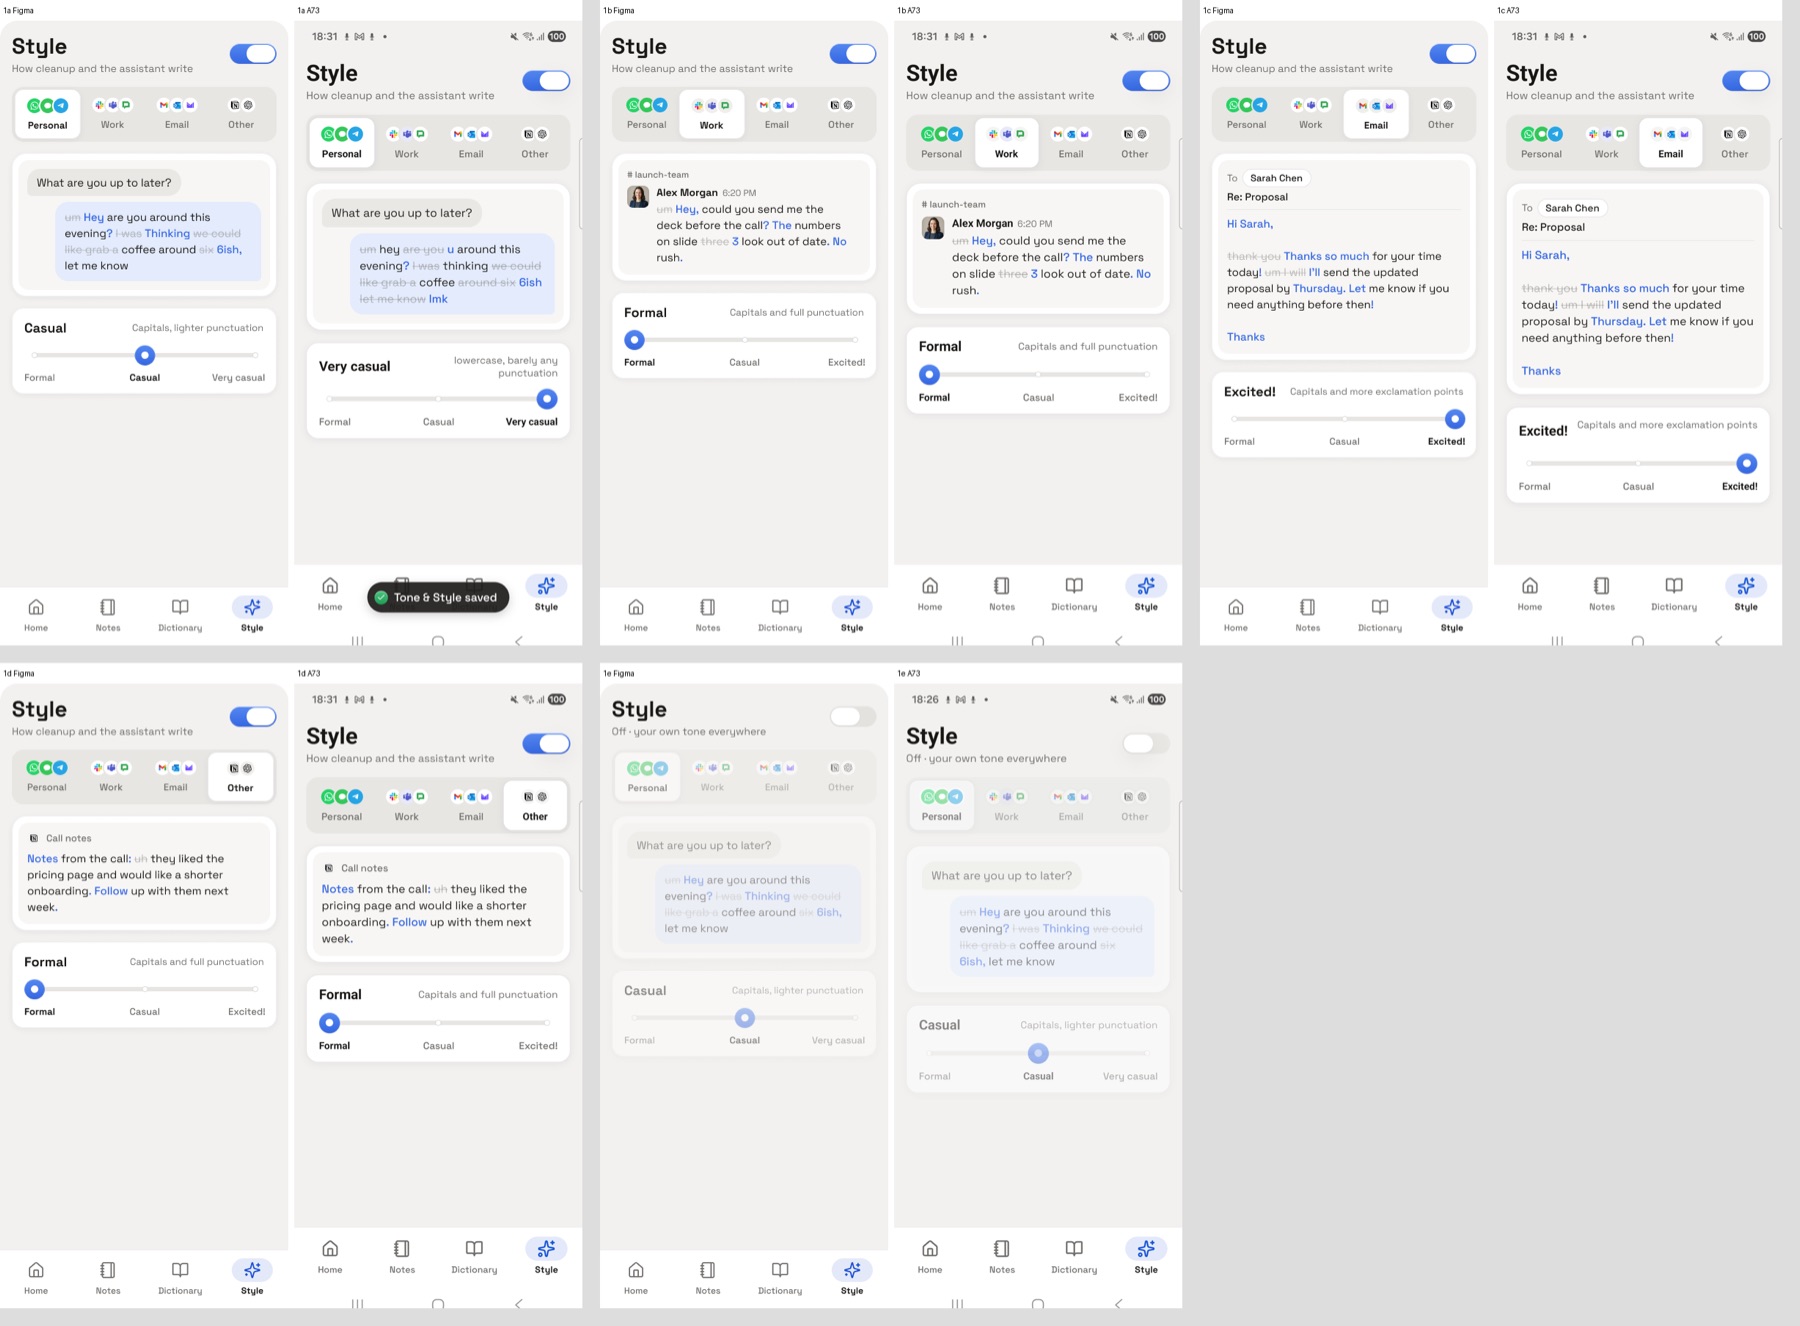 1a Figma
Style
How cleanup and the assistant write
Personal
Work
Email
Other
What are you up to later?
um Hey are you around this
evening? i was Thinking we could
like grab a coffee around six 6ish,
let me know
Casual
Capitals, lighter punctuation
Formal
Casual
Very casual
Home
Notes
Dictionary
Style
1a A73
18:31
100
Style
How cleanup and the assistant write
Personal
Work
Email
Other
What are you up to later?
um hey are you u around this
evening? i was thinking we could
like grab a coffee around six 6ish
let me know lmk
Very casual
lowercase, barely any
punctuation
Formal
Casual
Very casual
Home
Tone & Style saved
Style
1b Figma
Style
How cleanup and the assistant write
Personal
Work
Email
Other
# launch-team
Alex Morgan 6:20 PM
um Hey, could you send me the
deck before the call? The numbers
on slide three 3 look out of date. No
rush.
Formal
Capitals and full punctuation
Formal
Casual
Excited!
Home
Notes
Dictionary
Style
1b A73
18:31
100
Style
How cleanup and the assistant write
Personal
Work
Email
Other
# launch-team
Alex Morgan 6:20 PM
um Hey, could you send me the
deck before the call? The numbers
on slide three 3 look out of date. No
rush.
Formal
Capitals and full punctuation
Formal
Casual
Excited!
Home
Notes
Dictionary
Style
1c Figma
Style
How cleanup and the assistant write
Personal
Work
Email
Other
To Sarah Chen
Re: Proposal
Hi Sarah,
thank you Thanks so much for your time
today! um I will I'll send the updated
proposal by Thursday. Let me know if you
need anything before then!
Thanks
Excited!
Capitals and more exclamation points
Formal
Casual
Excited!
Home
Notes
Dictionary
Style
1c A73
18:31
100
Style
How cleanup and the assistant write
Personal
Work
Email
Other
To Sarah Chen
Re: Proposal
Hi Sarah,
thank you Thanks so much for your time
today! um I will I'll send the updated
proposal by Thursday. Let me know if you
need anything before then!
Thanks
Excited!
Capitals and more exclamation points
Formal
Casual
Excited!
Home
Notes
Dictionary
Style
1d Figma
Style
How cleanup and the assistant write
Personal
Work
Email
Other
Call notes
Notes from the call: uh they liked the
pricing page and would like a shorter
onboarding. Follow up with them next
week.
Formal
Capitals and full punctuation
Formal
Casual
Excited!
Home
Notes
Dictionary
Style
1d A73
18:31
100
Style
How cleanup and the assistant write
Personal
Work
Email
Other
Call notes
Notes from the call: uh they liked the
pricing page and would like a shorter
onboarding. Follow up with them next
week.
Formal
Capitals and full punctuation
Formal
Casual
Excited!
Home
Notes
Dictionary
Style
1e Figma
Style
Off · your own tone everywhere
Personal
Work
Email
Other
What are you up to later?
um Hey are you around this
evening? i was Thinking we could
like grab a coffee around six 6ish,
let me know
Casual
Capitals, lighter punctuation
Formal
Casual
Very casual
Home
Notes
Dictionary
Style
1e A73
18:26
100
Style
Off · your own tone everywhere
Personal
Work
Email
Other
What are you up to later?
um Hey are you around this
evening? i was Thinking we could
like grab a coffee around six
6ish, let me know
Casual
Capitals, lighter punctuation
Formal
Casual
Very casual
Home
Notes
Dictionary
Style